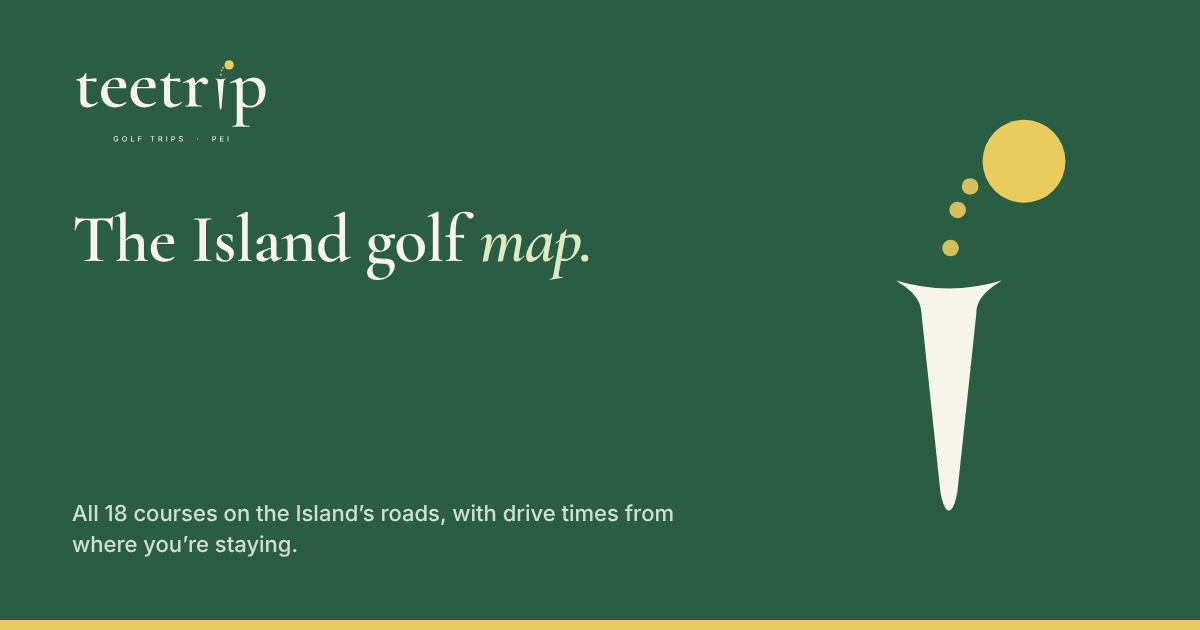 teetrip
GOLF TRIPS · PEI
The Island golf map.
All 18 courses on the Island’s roads, with drive times from
where you’re staying.